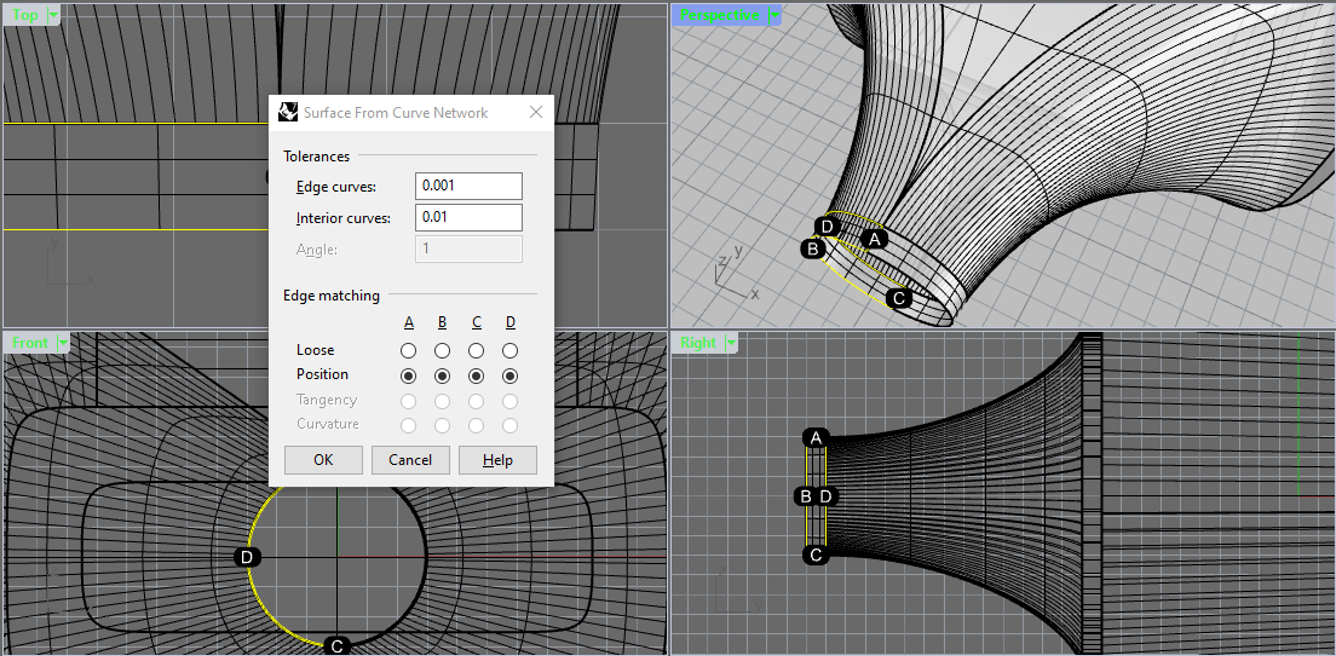 Top
Perspective
Surface From Curve Network
Tolerances
Edge curves: 0.001
Interior curves: 0.01
Angle: 1
Edge matching
A B C D
Loose
Position
Tangency
Curvature
OK Cancel Help
y
x
D
A
B
C
z y
x
Front
D
C
Right
A
B D
C